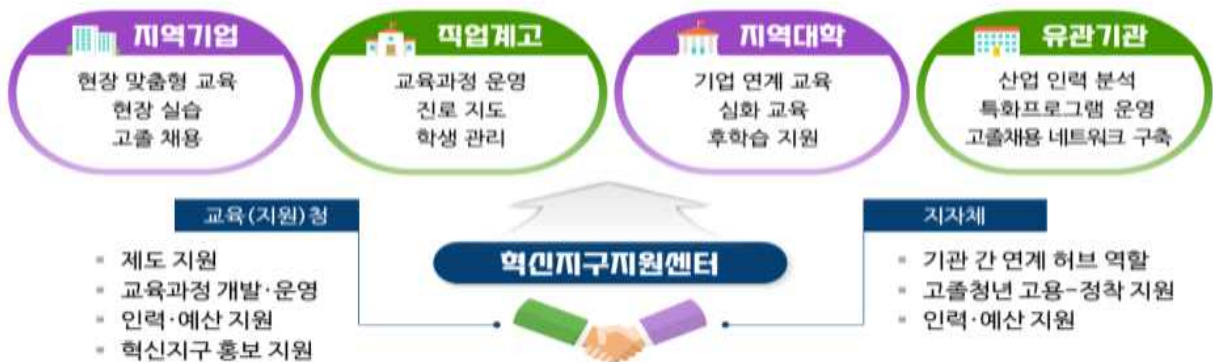 지역기업
현장 맞춤형 교육
현장 실습
고졸 채용
직업계고
교육과정 운영
진로 지도
학생 관리
지역대학
기업 연계 교육
심화 교육
후학습 지원
유관기관
산업 인력 분석
특화프로그램 운영
고졸채용 네트워크 구축
교육(지원)청
▫ 제도 지원
▫ 교육과정 개발·운영
▫ 인력·예산 지원
▫ 혁신지구 홍보 지원
혁신지구지원센터
지자체
▫ 기관 간 연계 허브 역할
▫ 고졸청년 고용-정착 지원
▫ 인력·예산 지원